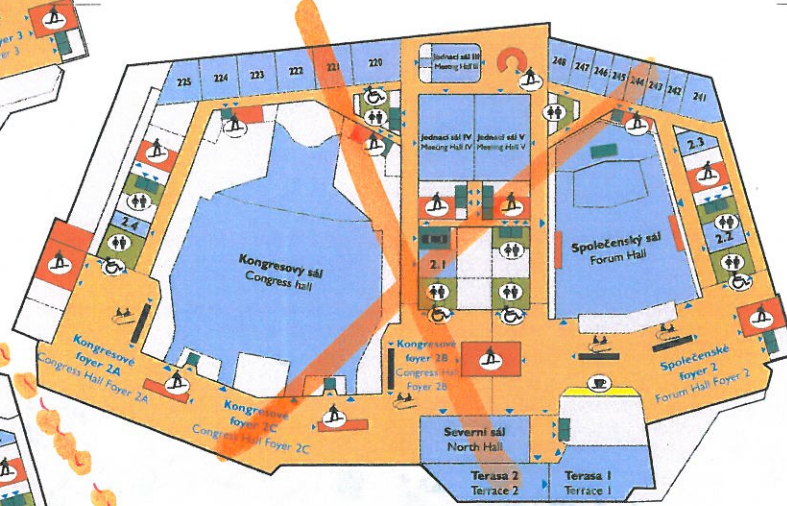 foyer 3
225
224
223
222
221
220
Jednací sál III
Meeting Hall III
248
247
246
245
244
243
242
241
Jednací sál IV
Meeting Hall IV
Jednací sál V
Meeting Hall V
2.3
2.4
2.2
2.1
Kongresový sál
Congress hall
Společenský sál
Forum Hall
Kongresové
foyer 2A
Congress Hall Foyer 2A
Kongresové
foyer 2B
Congress Hall
Foyer 2B
Kongresové
foyer 2C
Congress Hall Foyer 2C
Společenské
foyer 2
Forum Hall Foyer 2
Severní sál
North Hall
Terasa 2
Terrace 2
Terasa 1
Terrace 1